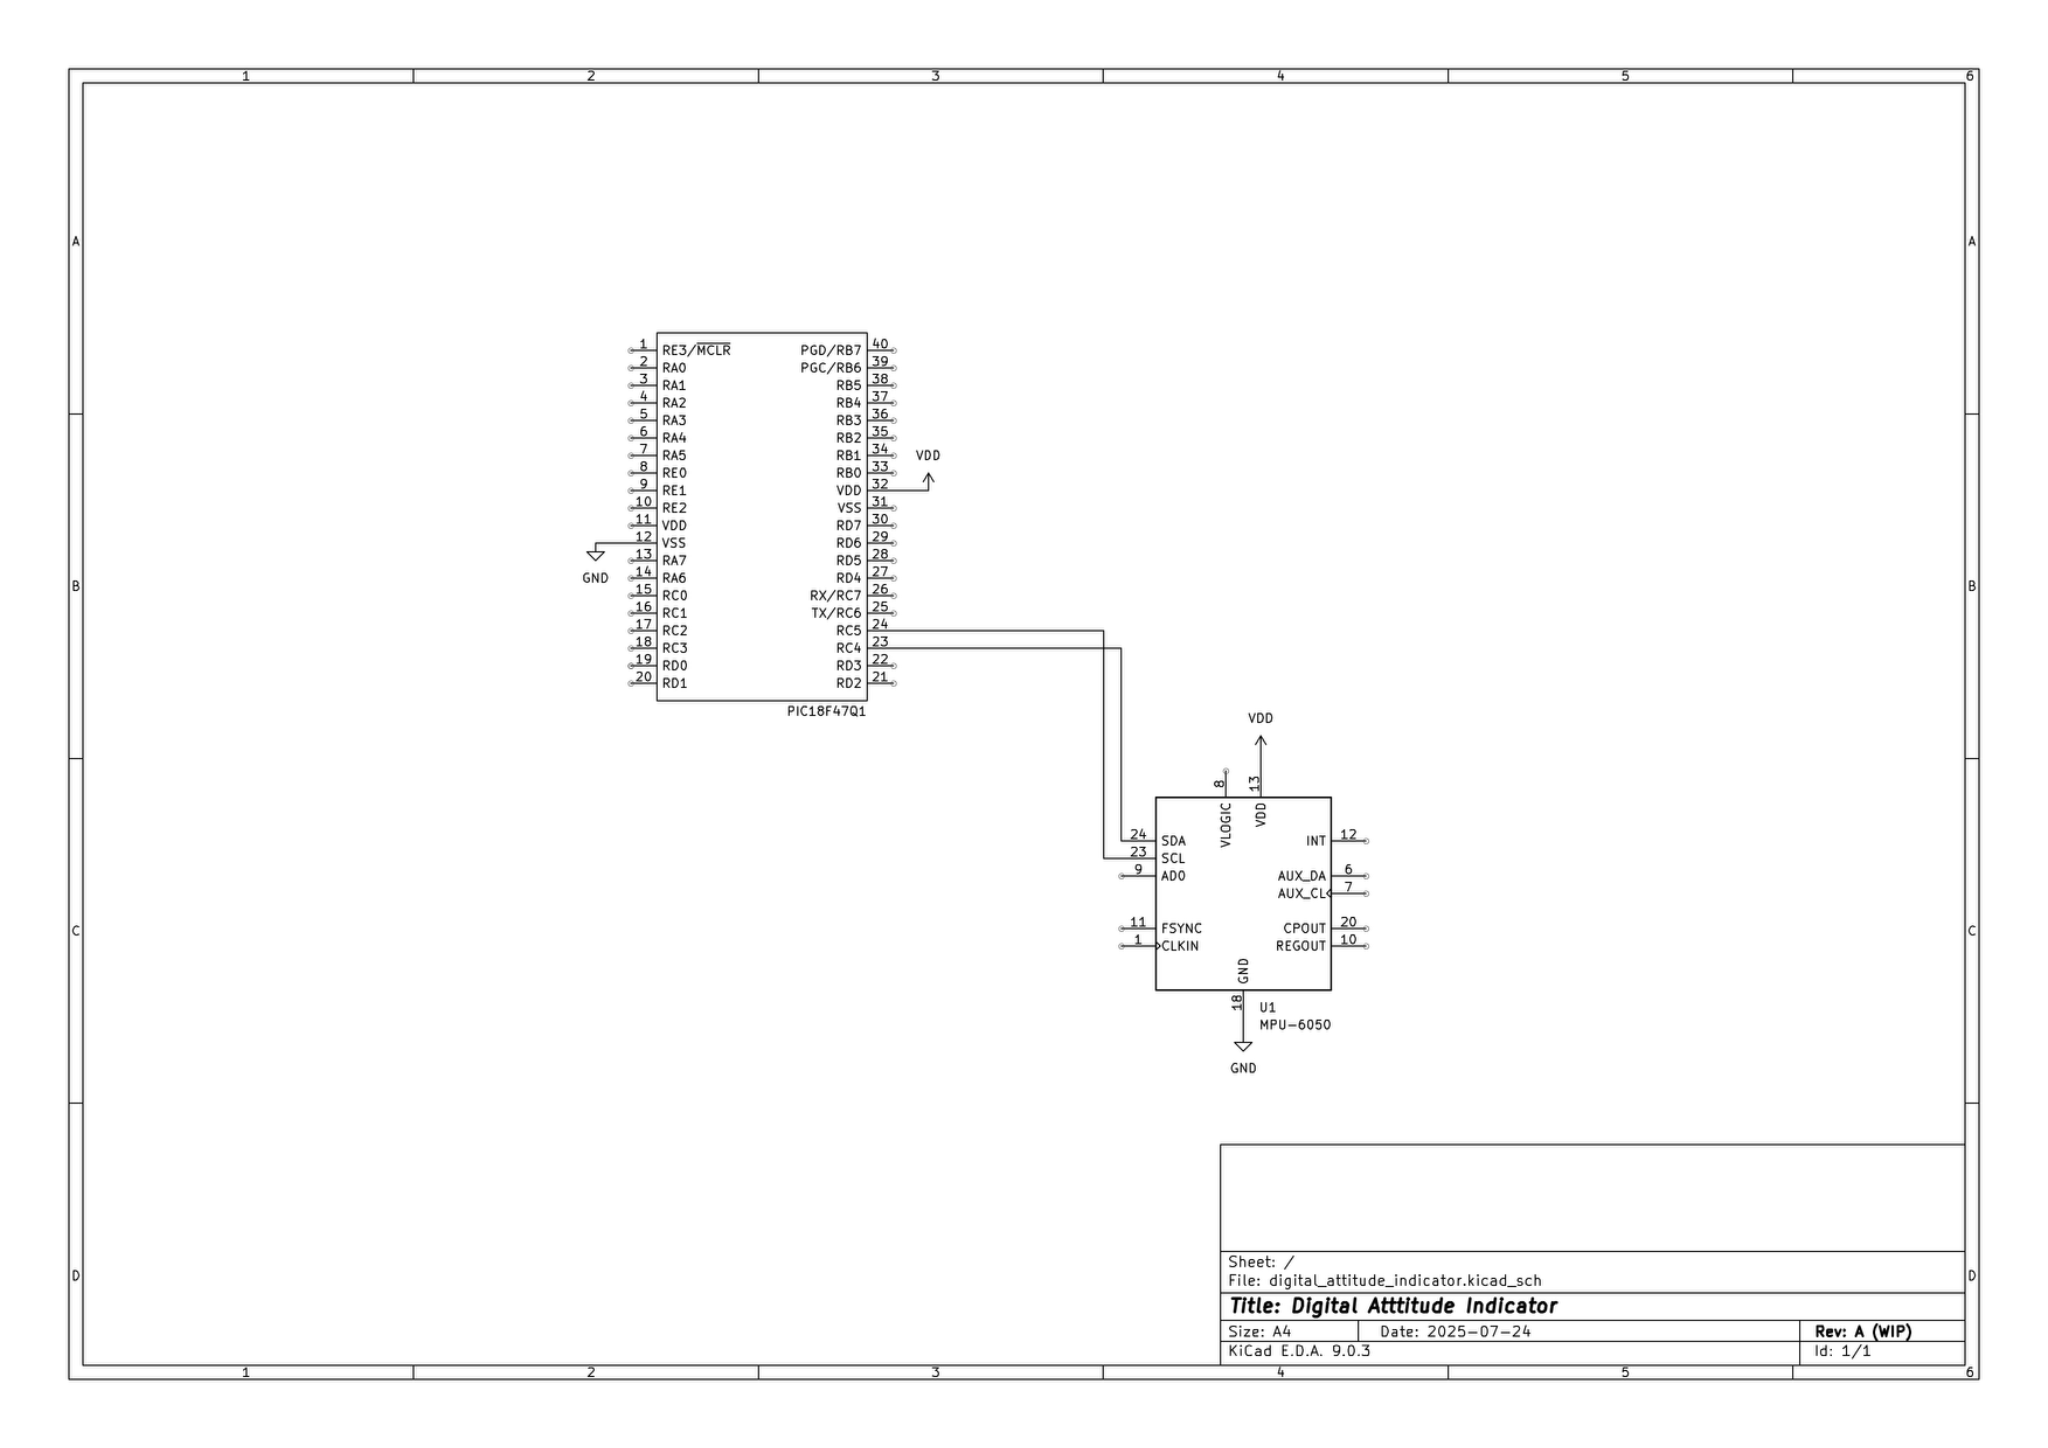 1 2 3 4 5 6
A A
1 RE3/MCLR PGD/RB7 40
2 RA0 PGC/RB6 39
3 RA1 RB5 38
4 RA2 RB4 37
B B
5 RA3 RB3 36
6 RA4 RB2 35
7 RA5 RB1 34 VDD
8 RE0 RB0 33
9 RE1 VDD 32
10 RE2 VSS 31
11 VDD RD7 30
12 VSS RD6 29
13 RA7 RD5 28
GND 14 RA6 RD4 27
15 RC0 RX/RC7 26
16 RC1 TX/RC6 25
17 RC2 RC5 24
18 RC3 RC4 23
19 RD0 RD3 22
20 RD1 RD2 21
PIC18F47Q1
VDD
8 13
VLOGIC VDD
24 SDA INT 12
23 SCL
9 AD0 AUX_DA 6
AUX_CL 7
11 FSYNC CPOUT 20
C C
1 CLKIN REGOUT 10
GND
18
U1
MPU-6050
GND
Sheet: /
D D
File: digital_attitude_indicator.kicad_sch
Title: Digital Atttitude Indicator
Size: A4 Date: 2025-07-24 Rev: A (WIP)
KiCad E.D.A. 9.0.3 Id: 1/1
1 2 3 4 5 6